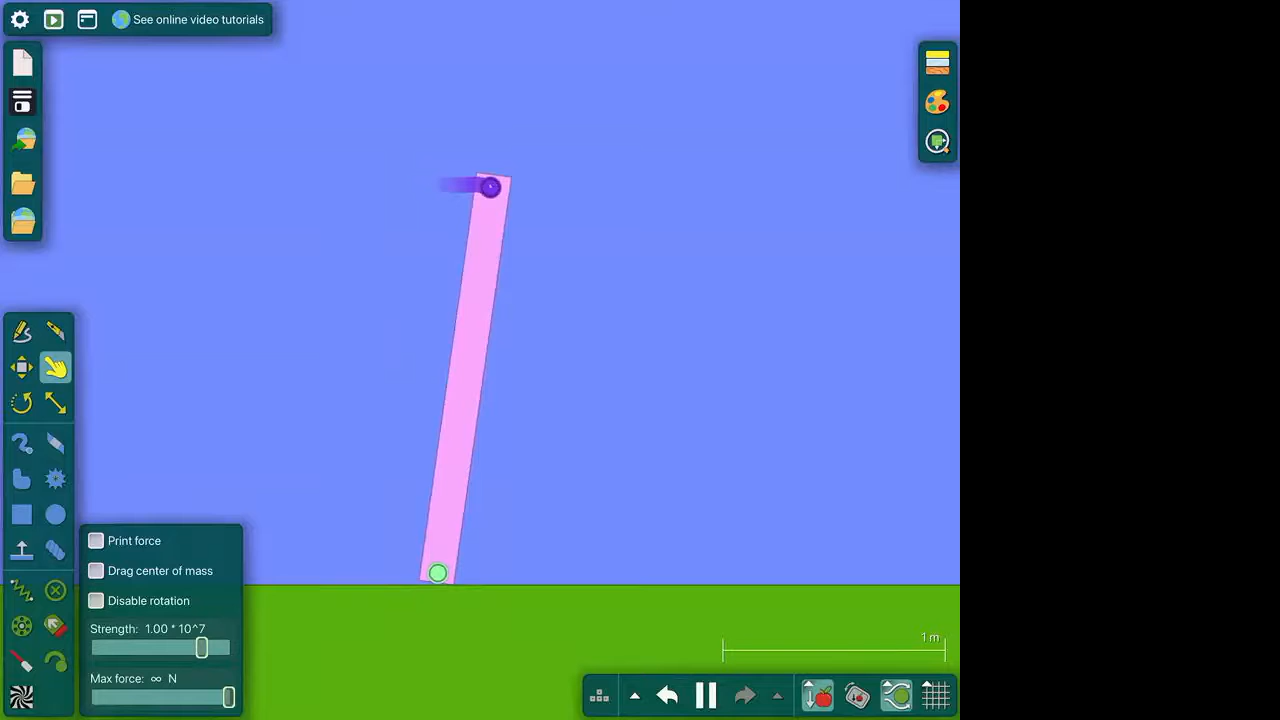 See online video tutorials
Print force
Drag center of mass
Disable rotation
Strength: 1.00 * 10^7
Max force: ∞ N
1 m